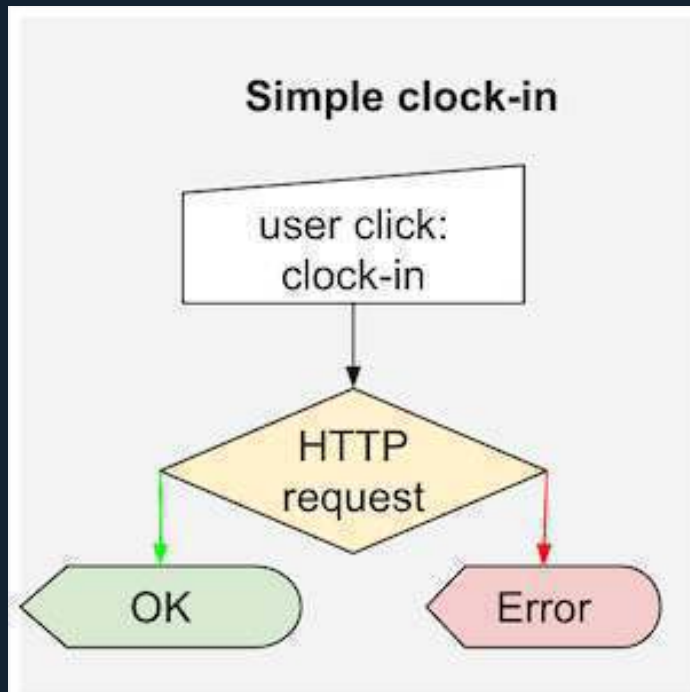 Simple clock-in
user click:
clock-in
HTTP
request
OK
Error